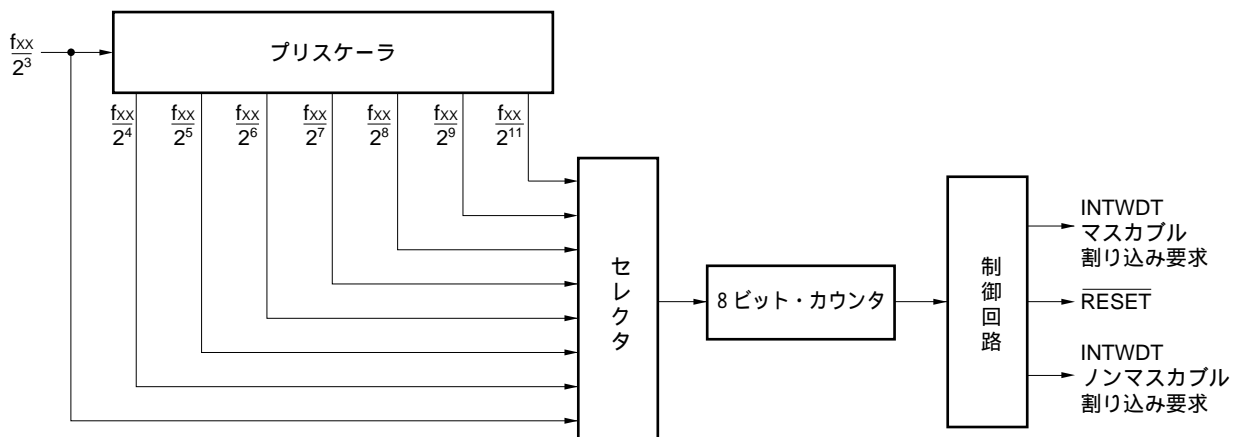 プリスケーラ
fXX
2³
fXX
2⁴
fXX
2⁵
fXX
2⁶
fXX
2⁷
fXX
2⁸
fXX
2⁹
fXX
2¹¹
セレクタ
8ビット・カウンタ
制御回路
INTWDT
マスカブル
割り込み要求
RESET
INTWDT
ノンマスカブル
割り込み要求